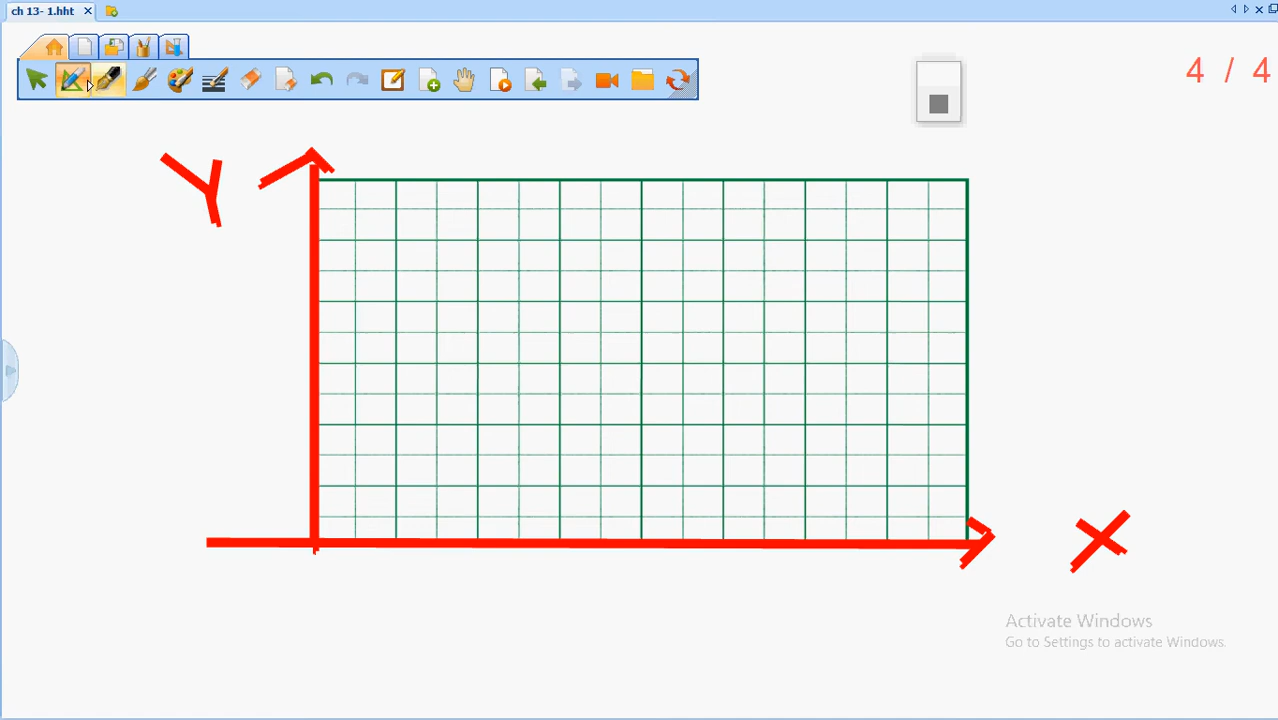 ch 13- 1.hht
4 / 4
Y
X
Activate Windows
Go to Settings to activate Windows.